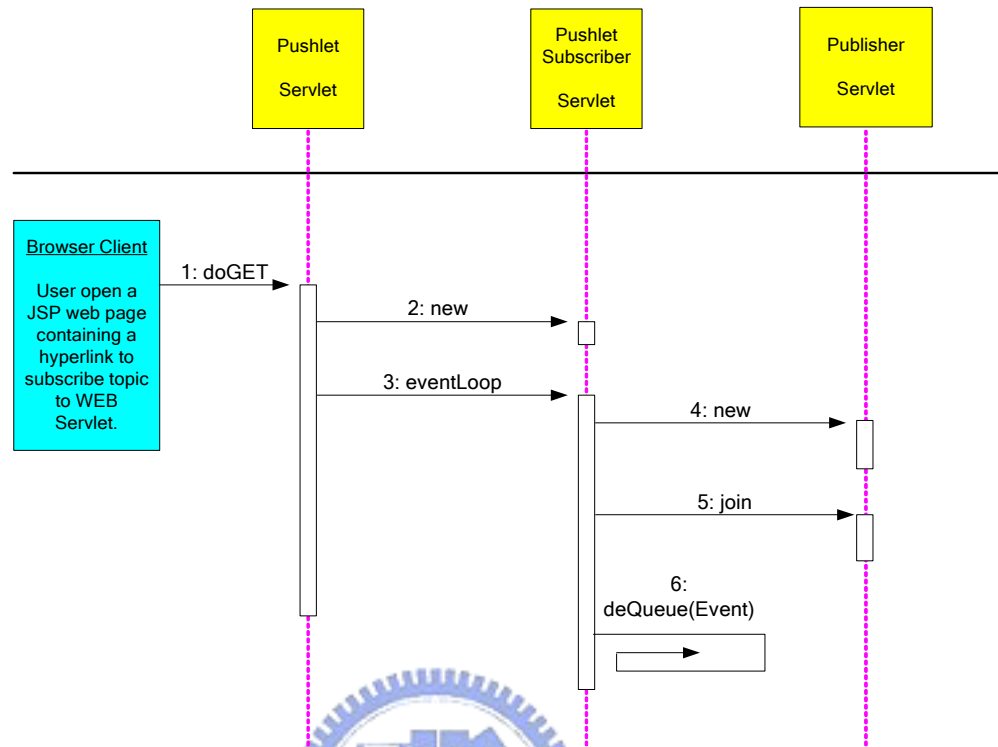 Pushlet
Servlet
Pushlet
Subscriber
Servlet
Publisher
Servlet
Browser Client
User open a
JSP web page
containing a
hyperlink to
subscribe topic
to WEB
Servlet.
1: doGET
2: new
3: eventLoop
4: new
5: join
6:
deQueue(Event)